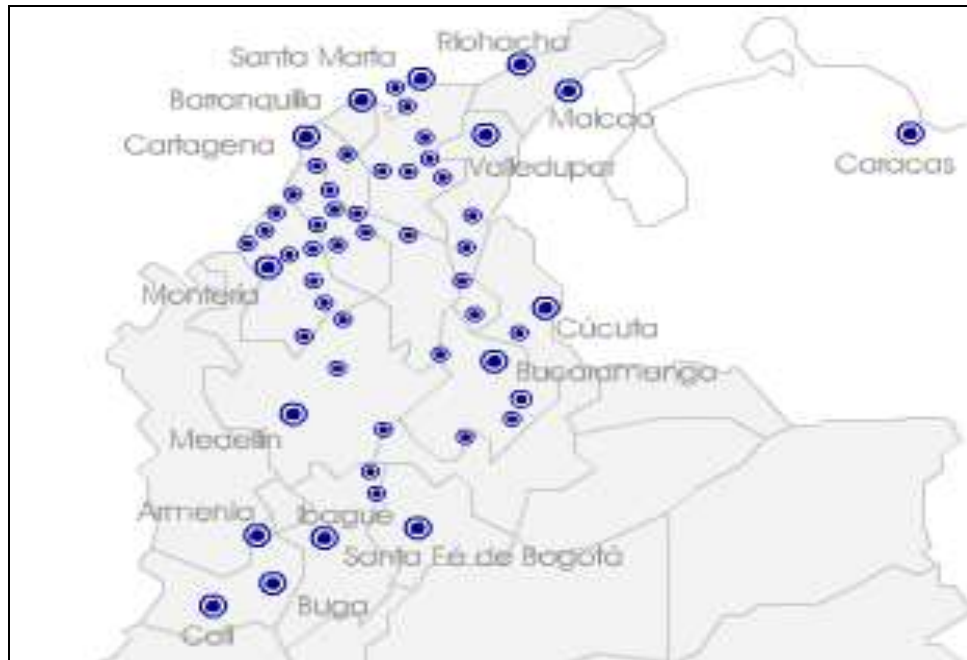 Riohacha
Santa Marta
Barranquilla
Maicao
Cartagena
Valledupar
Caracas
Montería
Cúcuta
Bucaramanga
Medellín
Armenia
Ibague
Santa Fé de Bogotá
Buga
Cali